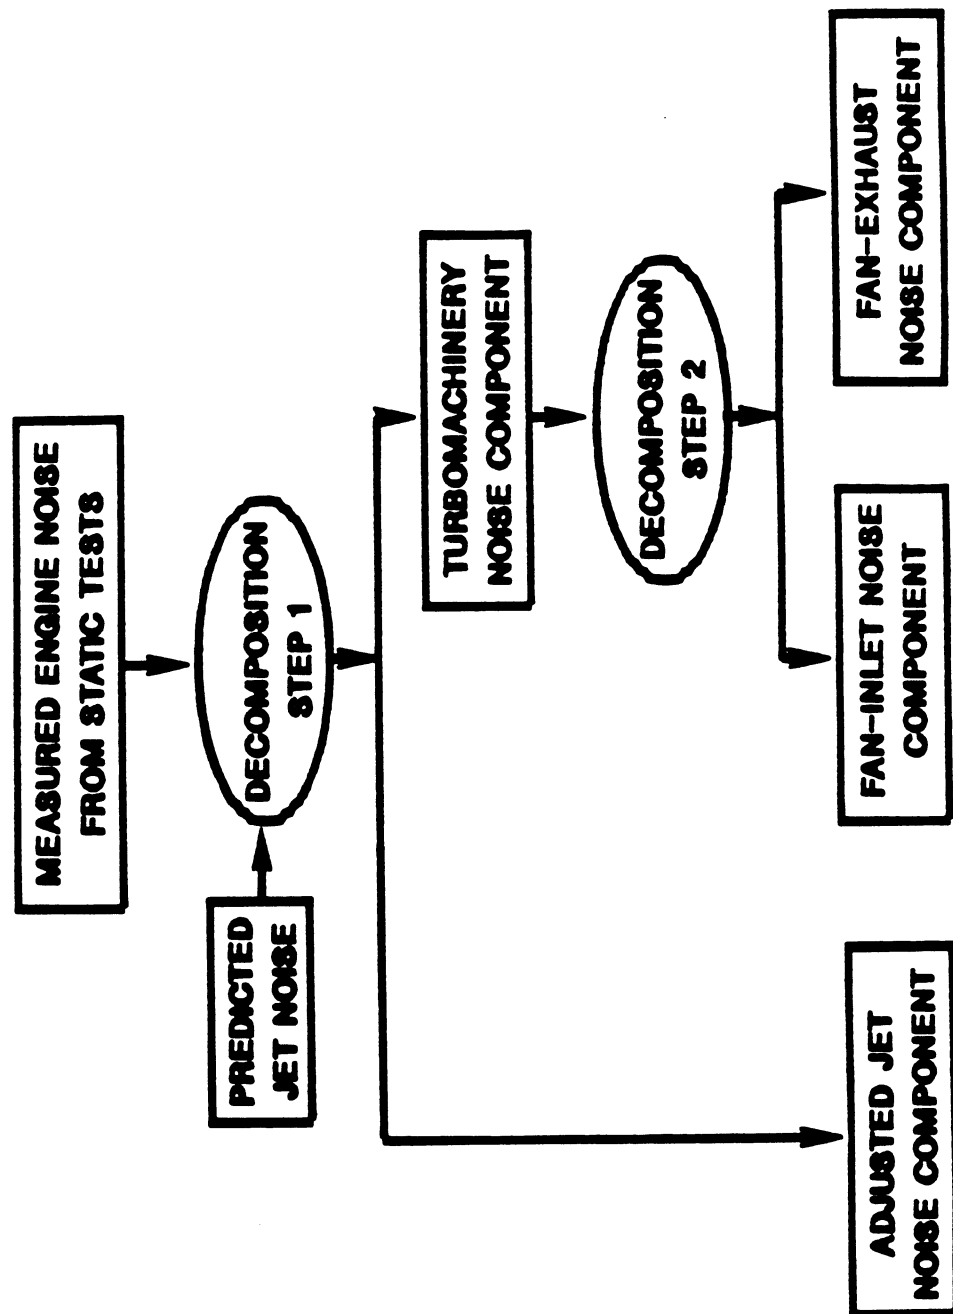 MEASURED ENGINE NOISE
FROM STATIC TESTS
PREDICTED
JET NOISE
DECOMPOSITION
STEP 1
TURBOMACHINERY
NOISE COMPONENT
DECOMPOSITION
STEP 2
ADJUSTED JET
NOISE COMPONENT
FAN-INLET NOISE
COMPONENT
FAN-EXHAUST
NOISE COMPONENT